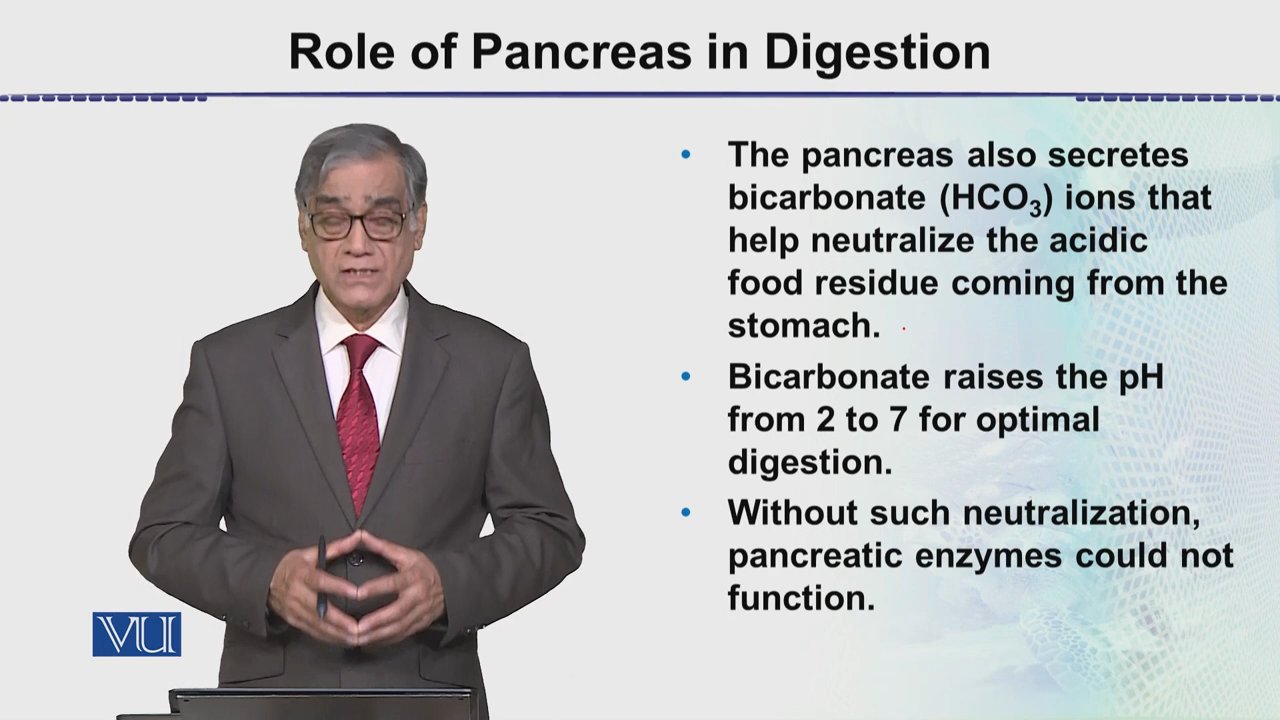 Role of Pancreas in Digestion
• The pancreas also secretes
bicarbonate (HCO₃) ions that
help neutralize the acidic
food residue coming from the
stomach.
• Bicarbonate raises the pH
from 2 to 7 for optimal
digestion.
• Without such neutralization,
pancreatic enzymes could not
function.
VU